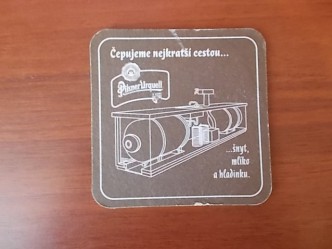 Čepujeme nejkratší cestou...
Pilsner Urquell
...šnyt,
mlíko
a hladinku.